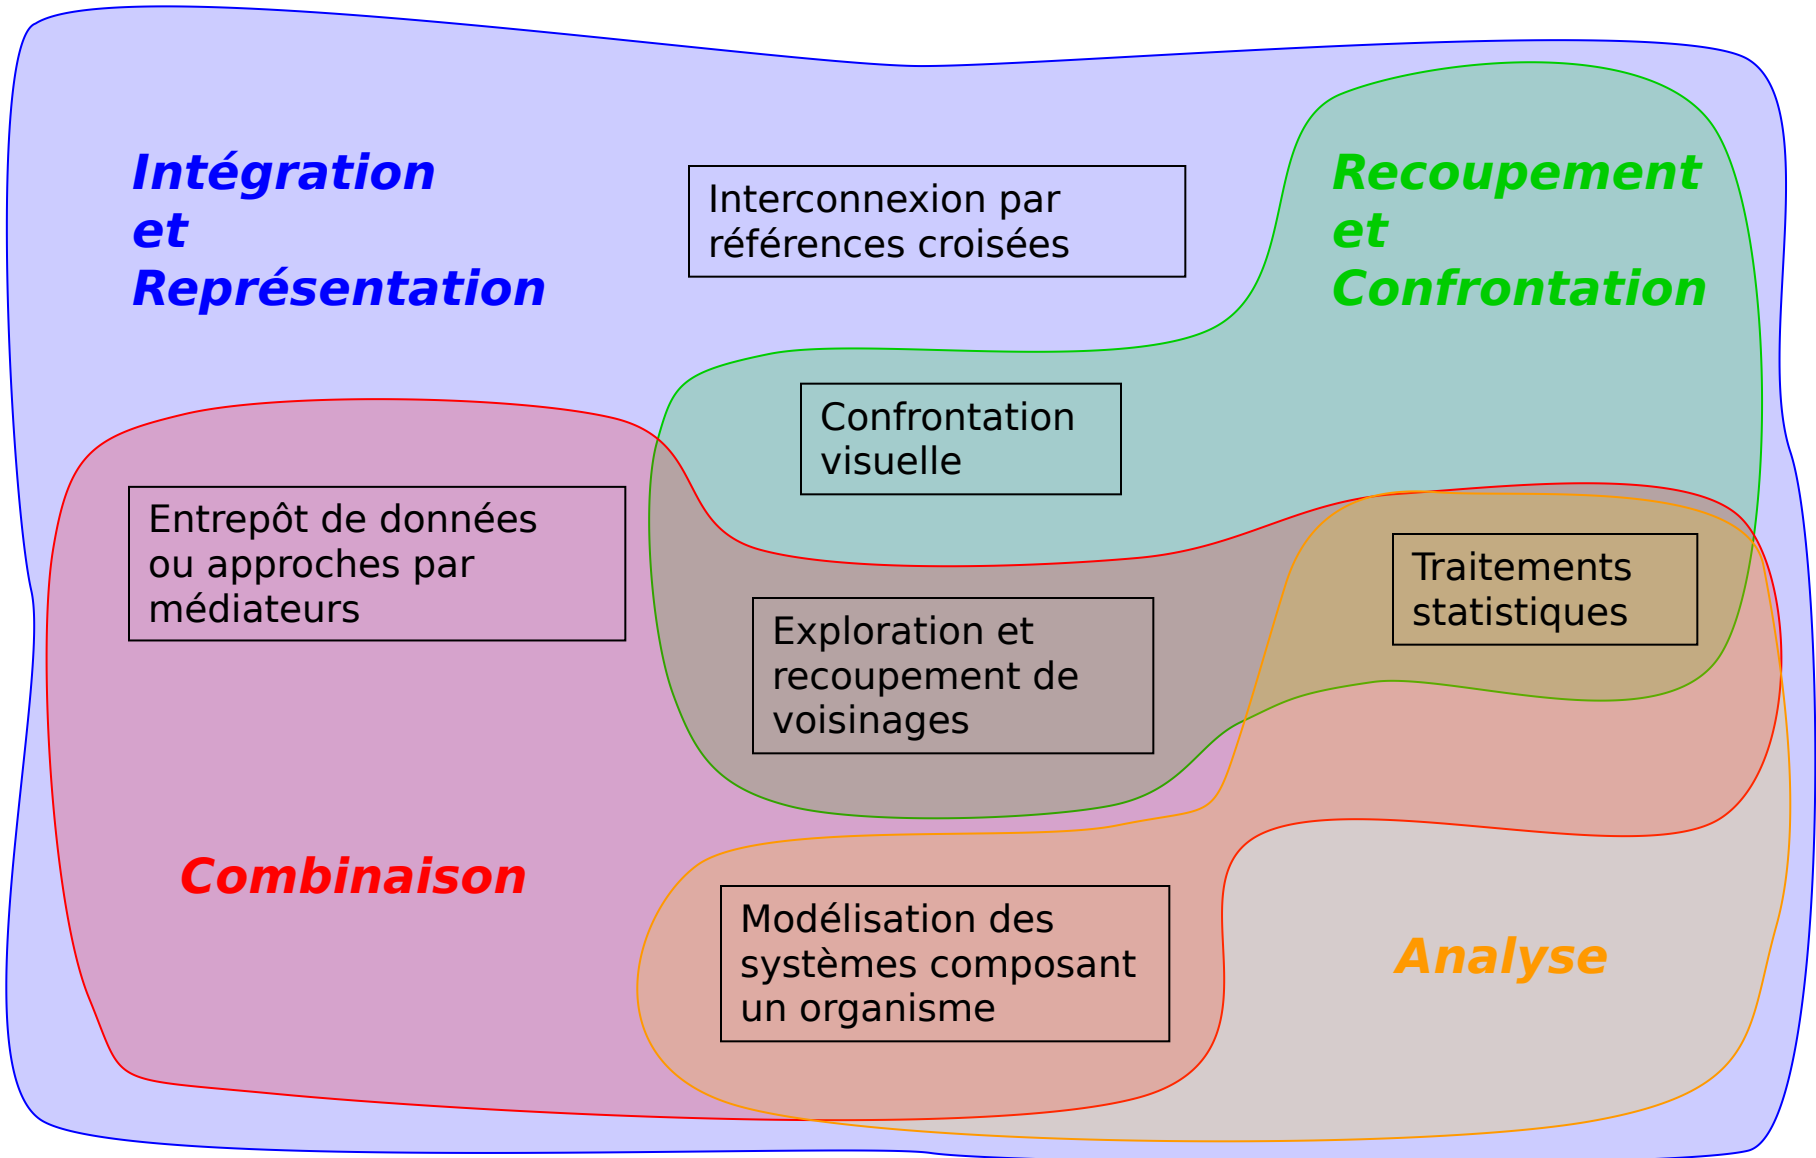 Intégration
et
Représentation
Interconnexion par
références croisées
Recoupement
et
Confrontation
Confrontation
visuelle
Entrepôt de données
ou approches par
médiateurs
Traitements
statistiques
Exploration et
recoupement de
voisinages
Combinaison
Modélisation des
systèmes composant
un organisme
Analyse